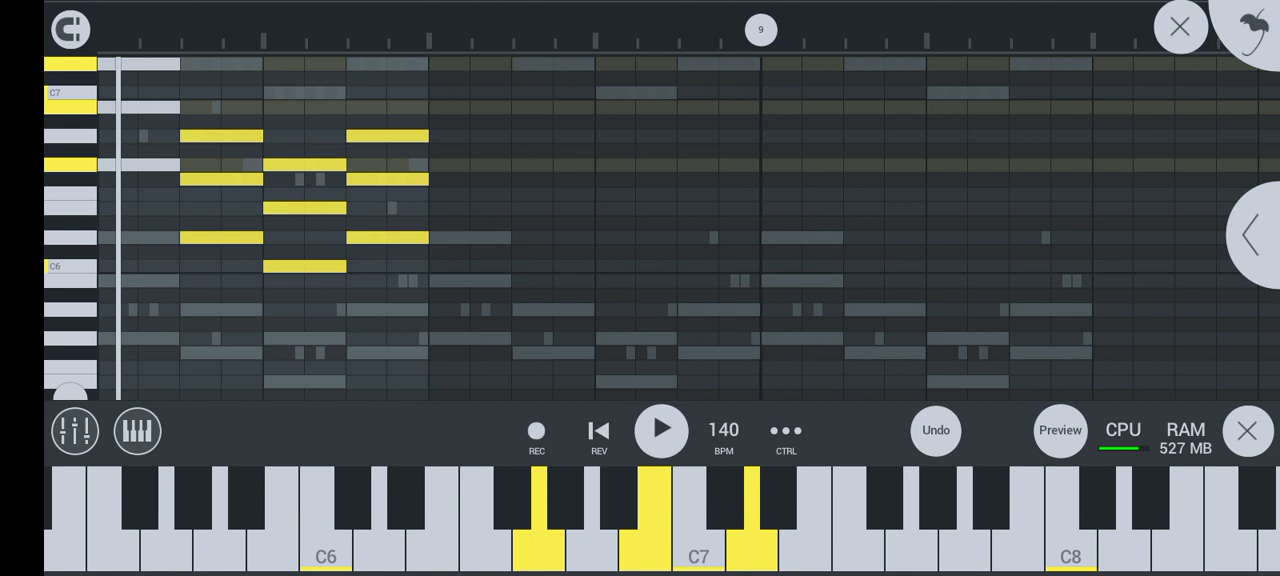 9
C7
C6
REC
REV
140
BPM
CTRL
Undo
Preview
CPU
RAM
527 MB
C6
C7
C8